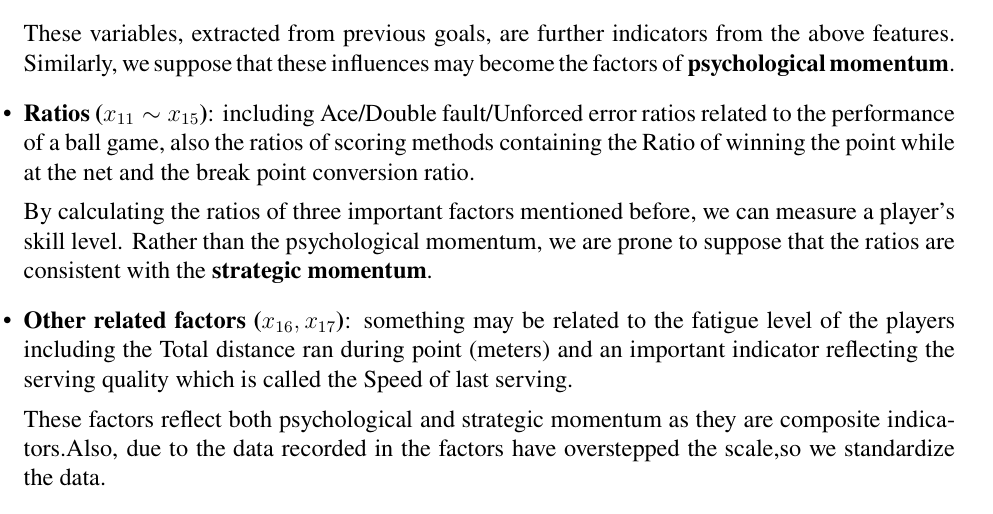 These variables, extracted from previous goals, are further indicators from the above features.
Similarly, we suppose that these influences may become the factors of psychological momentum.
• Ratios (x₁₁ ∼ x₁₅): including Ace/Double fault/Unforced error ratios related to the performance
of a ball game, also the ratios of scoring methods containing the Ratio of winning the point while
at the net and the break point conversion ratio.
By calculating the ratios of three important factors mentioned before, we can measure a player's
skill level. Rather than the psychological momentum, we are prone to suppose that the ratios are
consistent with the strategic momentum.
• Other related factors (x₁₆, x₁₇): something may be related to the fatigue level of the players
including the Total distance ran during point (meters) and an important indicator reflecting the
serving quality which is called the Speed of last serving.
These factors reflect both psychological and strategic momentum as they are composite indica-
tors.Also, due to the data recorded in the factors have overstepped the scale,so we standardize
the data.